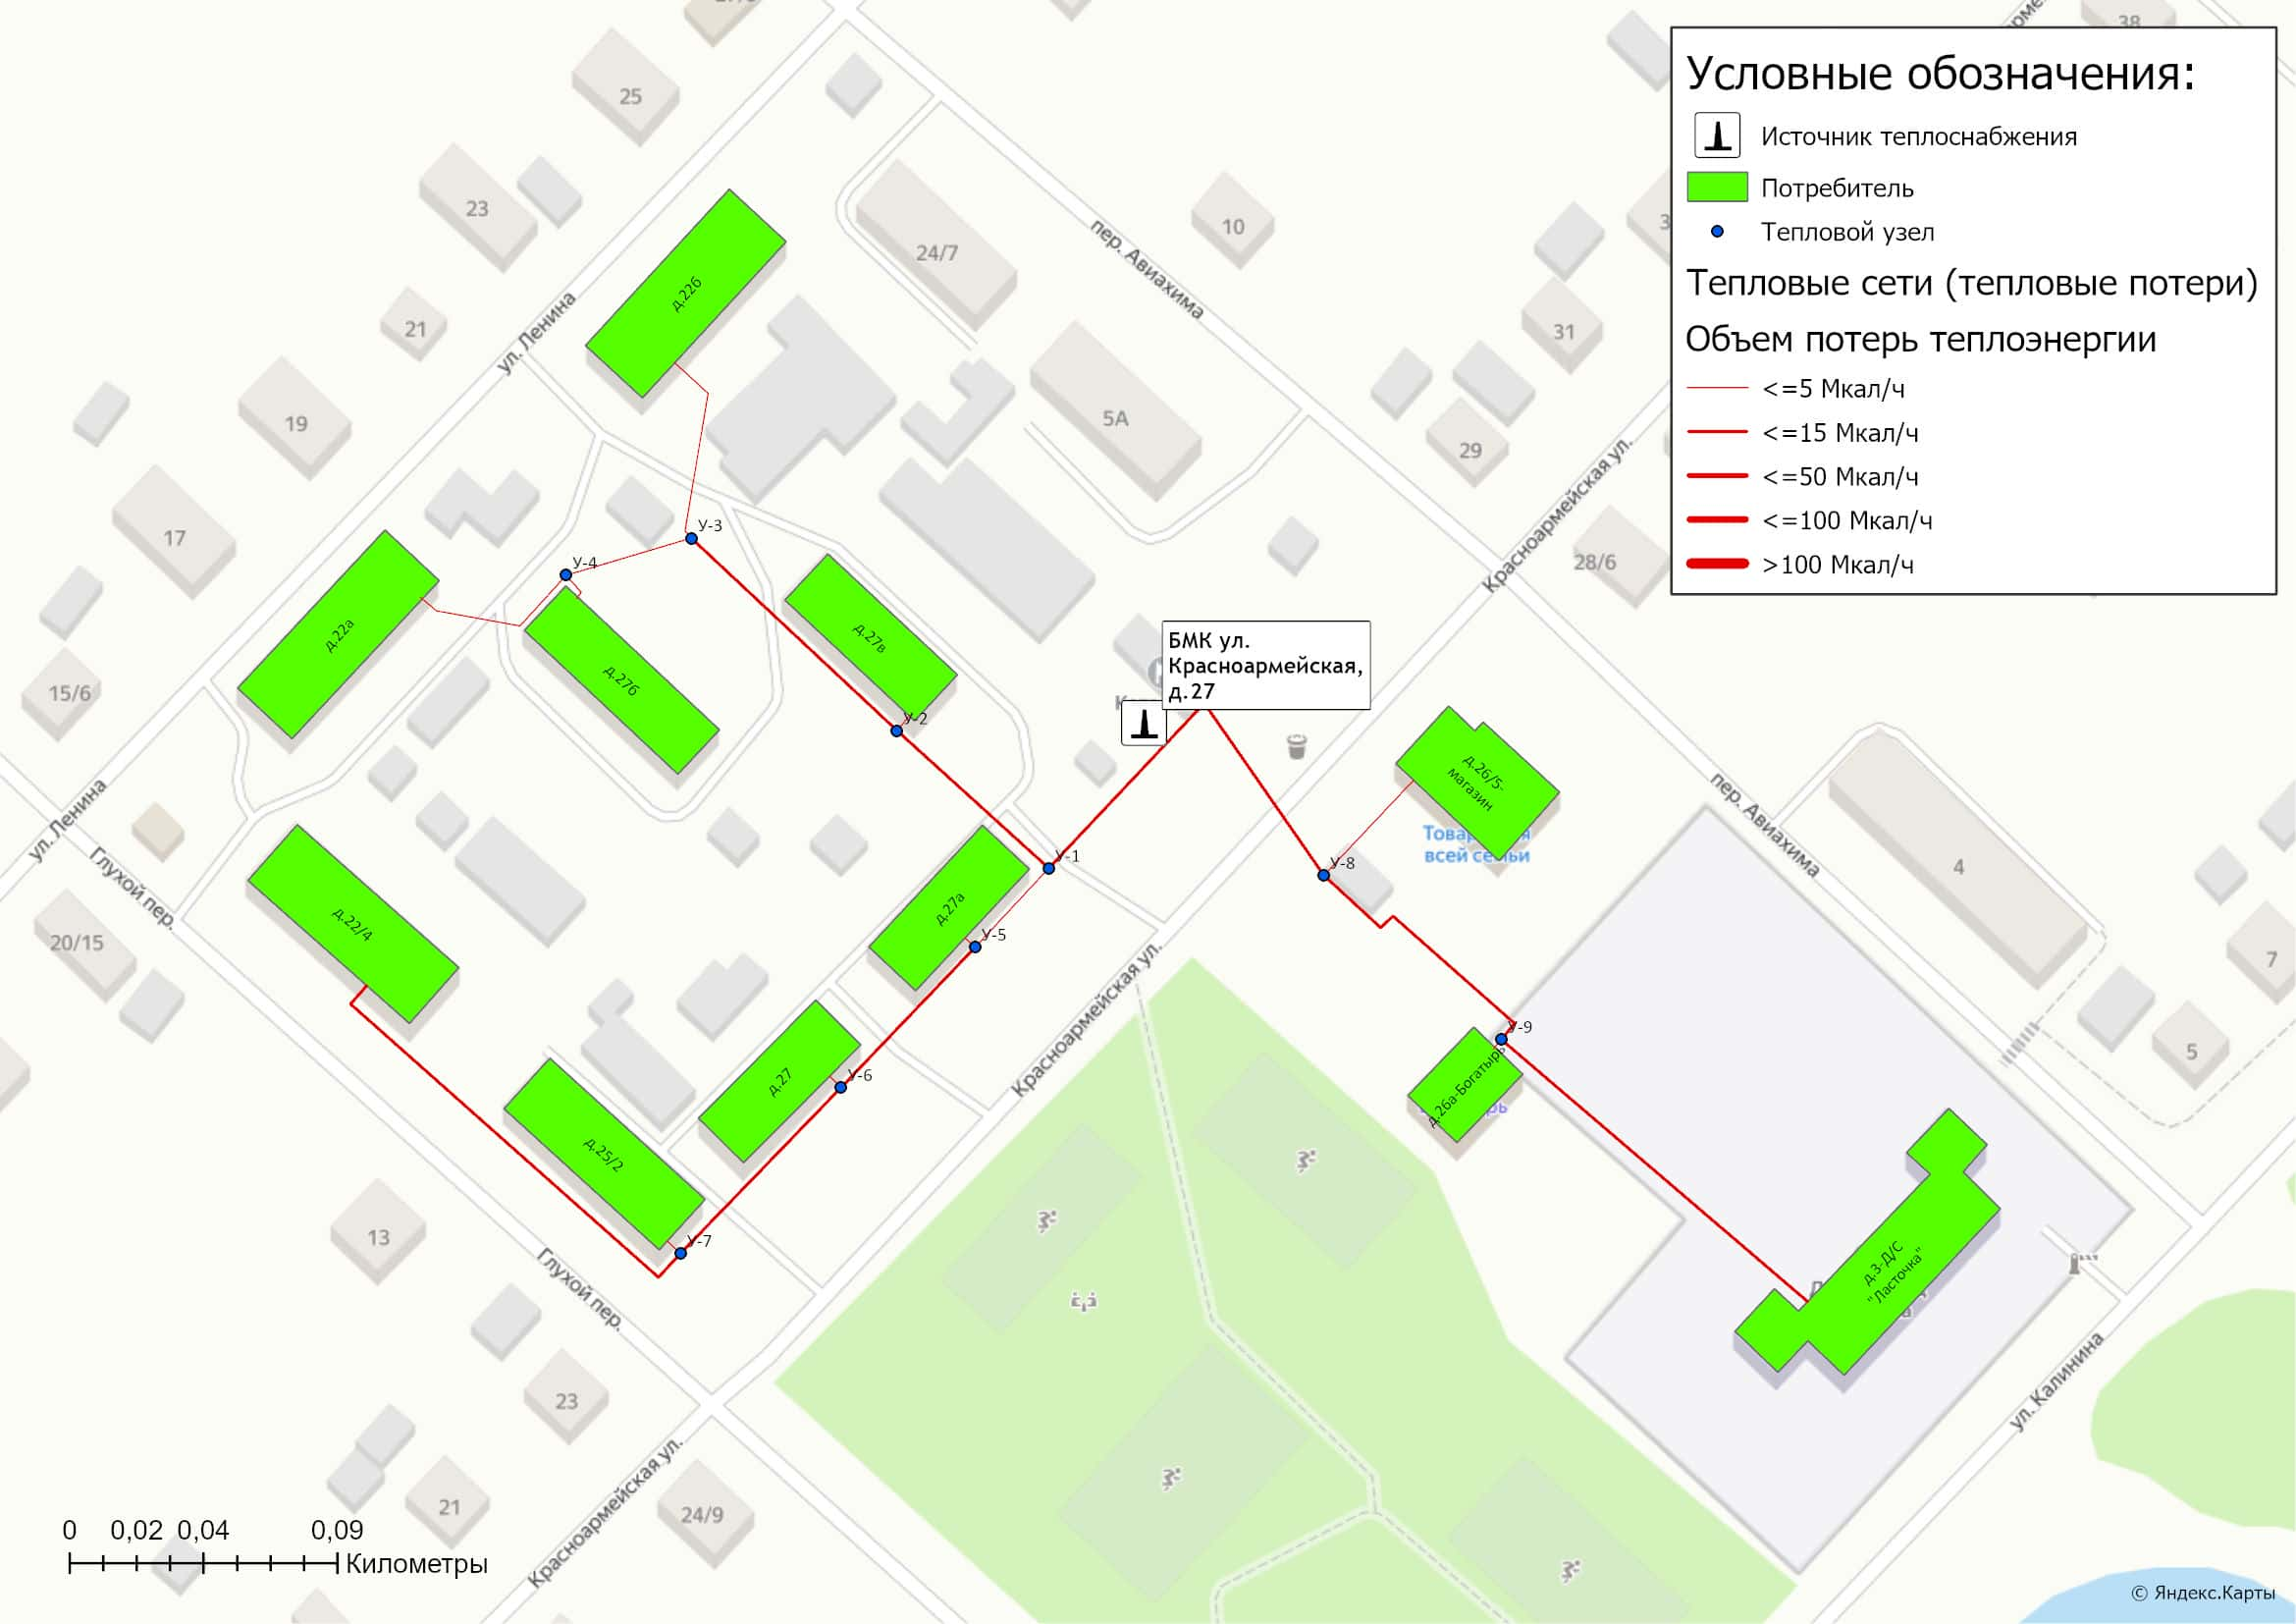 Условные обозначения:
Источник теплоснабжения
Потребитель
Тепловой узел
Тепловые сети (тепловые потери)
Объем потерь теплоэнергии
<=5 Мкал/ч
<=15 Мкал/ч
<=50 Мкал/ч
<=100 Мкал/ч
>100 Мкал/ч
38
25
23
21
19
17
15/6
20/15
13
23
21
24/9
24/7
10
5А
31
29
28/6
4
7
5
ул. Ленина
ул. Ленина
пер. Авиахима
пер. Авиахима
Красноармейская ул.
Красноармейская ул.
Красноармейская ул.
Глухой пер.
Глухой пер.
ул. Калинина
д.22б
д.22а
д.27б
д.27в
д.22/4
д.25/2
д.27
д.27а
д.26/5-
магазин
всей семьи
д.26а-Богатырь
д.3-Д/С
"Ласточка"
У-3
У-4
У-2
У-1
У-5
У-6
У-7
У-8
У-9
БМК ул.
Красноармейская,
д.27
0 0,02 0,04 0,09
Километры
© Яндекс.Карты